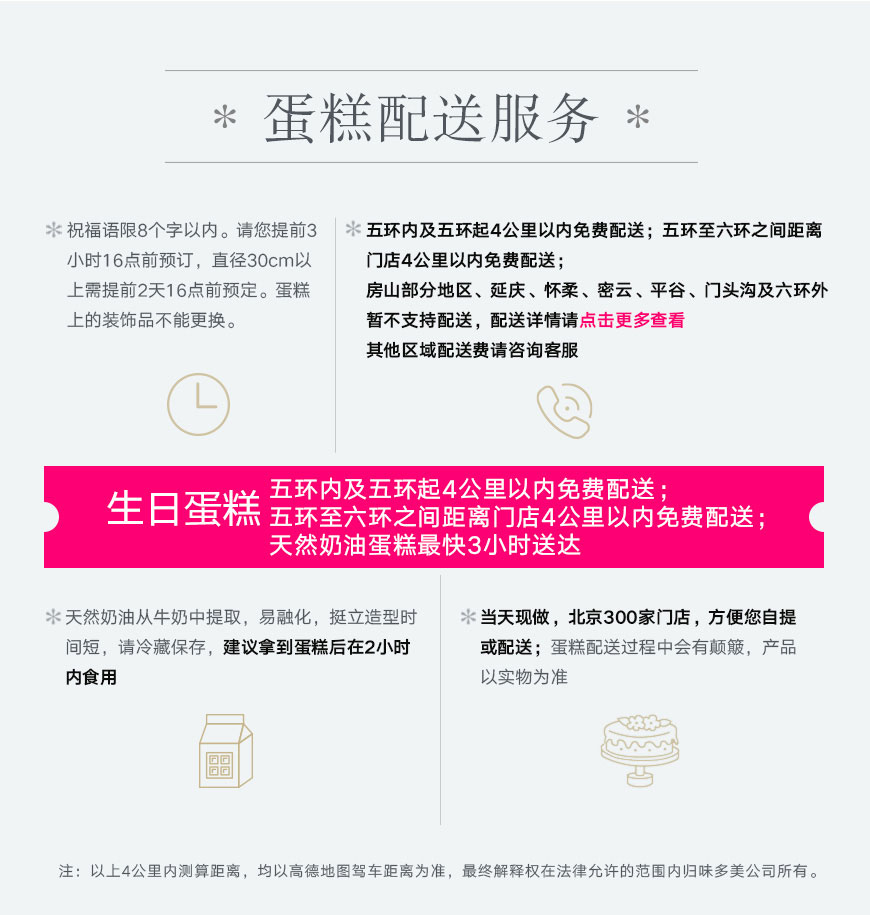 * 蛋糕配送服务 *
* 祝福语限8个字以内。请您提前3
小时16点前预订，直径30cm以
上需提前2天16点前预定。蛋糕
上的装饰品不能更换。
* 五环内及五环起4公里以内免费配送；五环至六环之间距离
门店4公里以内免费配送；
房山部分地区、延庆、怀柔、密云、平谷、门头沟及六环外
暂不支持配送，配送详情请点击更多查看
其他区域配送费请咨询客服
生日蛋糕
五环内及五环起4公里以内免费配送；
五环至六环之间距离门店4公里以内免费配送；
天然奶油蛋糕最快3小时送达
* 天然奶油从牛奶中提取，易融化，挺立造型时
间短，请冷藏保存，建议拿到蛋糕后在2小时
内食用
* 当天现做，北京300家门店，方便您自提
或配送；蛋糕配送过程中会有颠簸，产品
以实物为准
注：以上4公里内测算距离，均以高德地图驾车距离为准，最终解释权在法律允许的范围内归味多美公司所有。